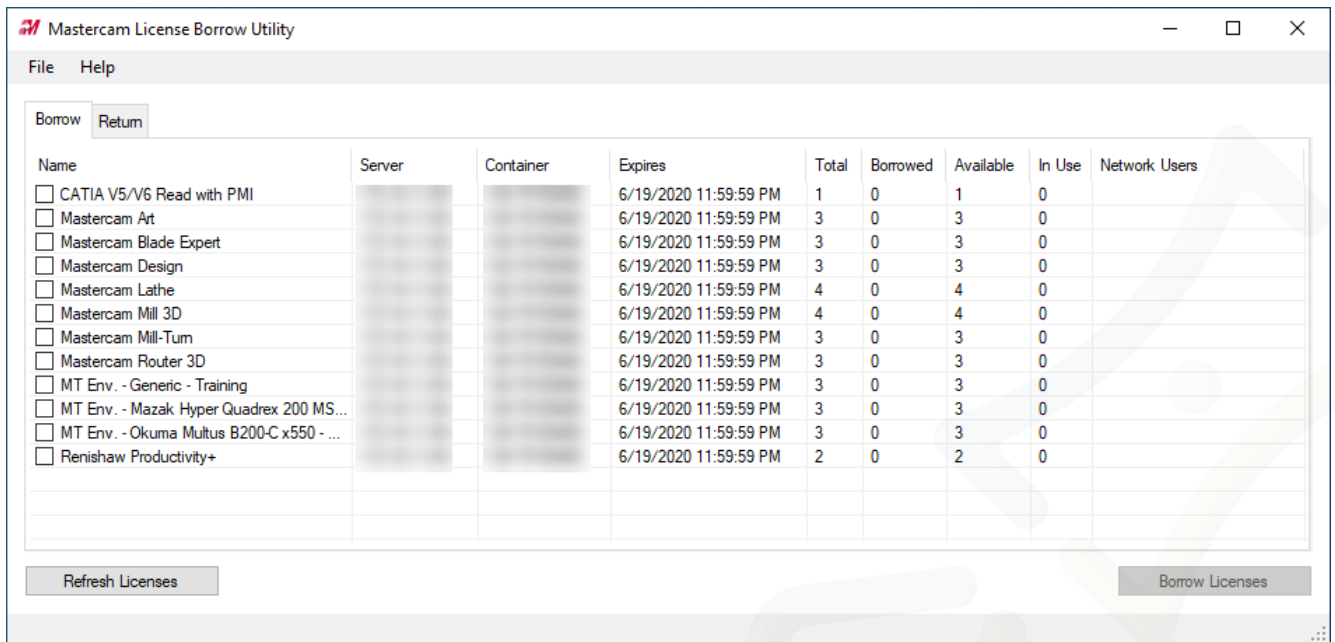 Mastercam License Borrow Utility
File Help
Borrow Return
Name Server Container Expires Total Borrowed Available In Use Network Users
CATIA V5/V6 Read with PMI 6/19/2020 11:59:59 PM 1 0 1 0
Mastercam Art 6/19/2020 11:59:59 PM 3 0 3 0
Mastercam Blade Expert 6/19/2020 11:59:59 PM 3 0 3 0
Mastercam Design 6/19/2020 11:59:59 PM 3 0 3 0
Mastercam Lathe 6/19/2020 11:59:59 PM 4 0 4 0
Mastercam Mill 3D 6/19/2020 11:59:59 PM 4 0 4 0
Mastercam Mill-Turn 6/19/2020 11:59:59 PM 3 0 3 0
Mastercam Router 3D 6/19/2020 11:59:59 PM 3 0 3 0
MT Env. - Generic - Training 6/19/2020 11:59:59 PM 3 0 3 0
MT Env. - Mazak Hyper Quadrex 200 MS... 6/19/2020 11:59:59 PM 3 0 3 0
MT Env. - Okuma Multus B200-C x550 - ... 6/19/2020 11:59:59 PM 3 0 3 0
Renishaw Productivity+ 6/19/2020 11:59:59 PM 2 0 2 0
Refresh Licenses Borrow Licenses